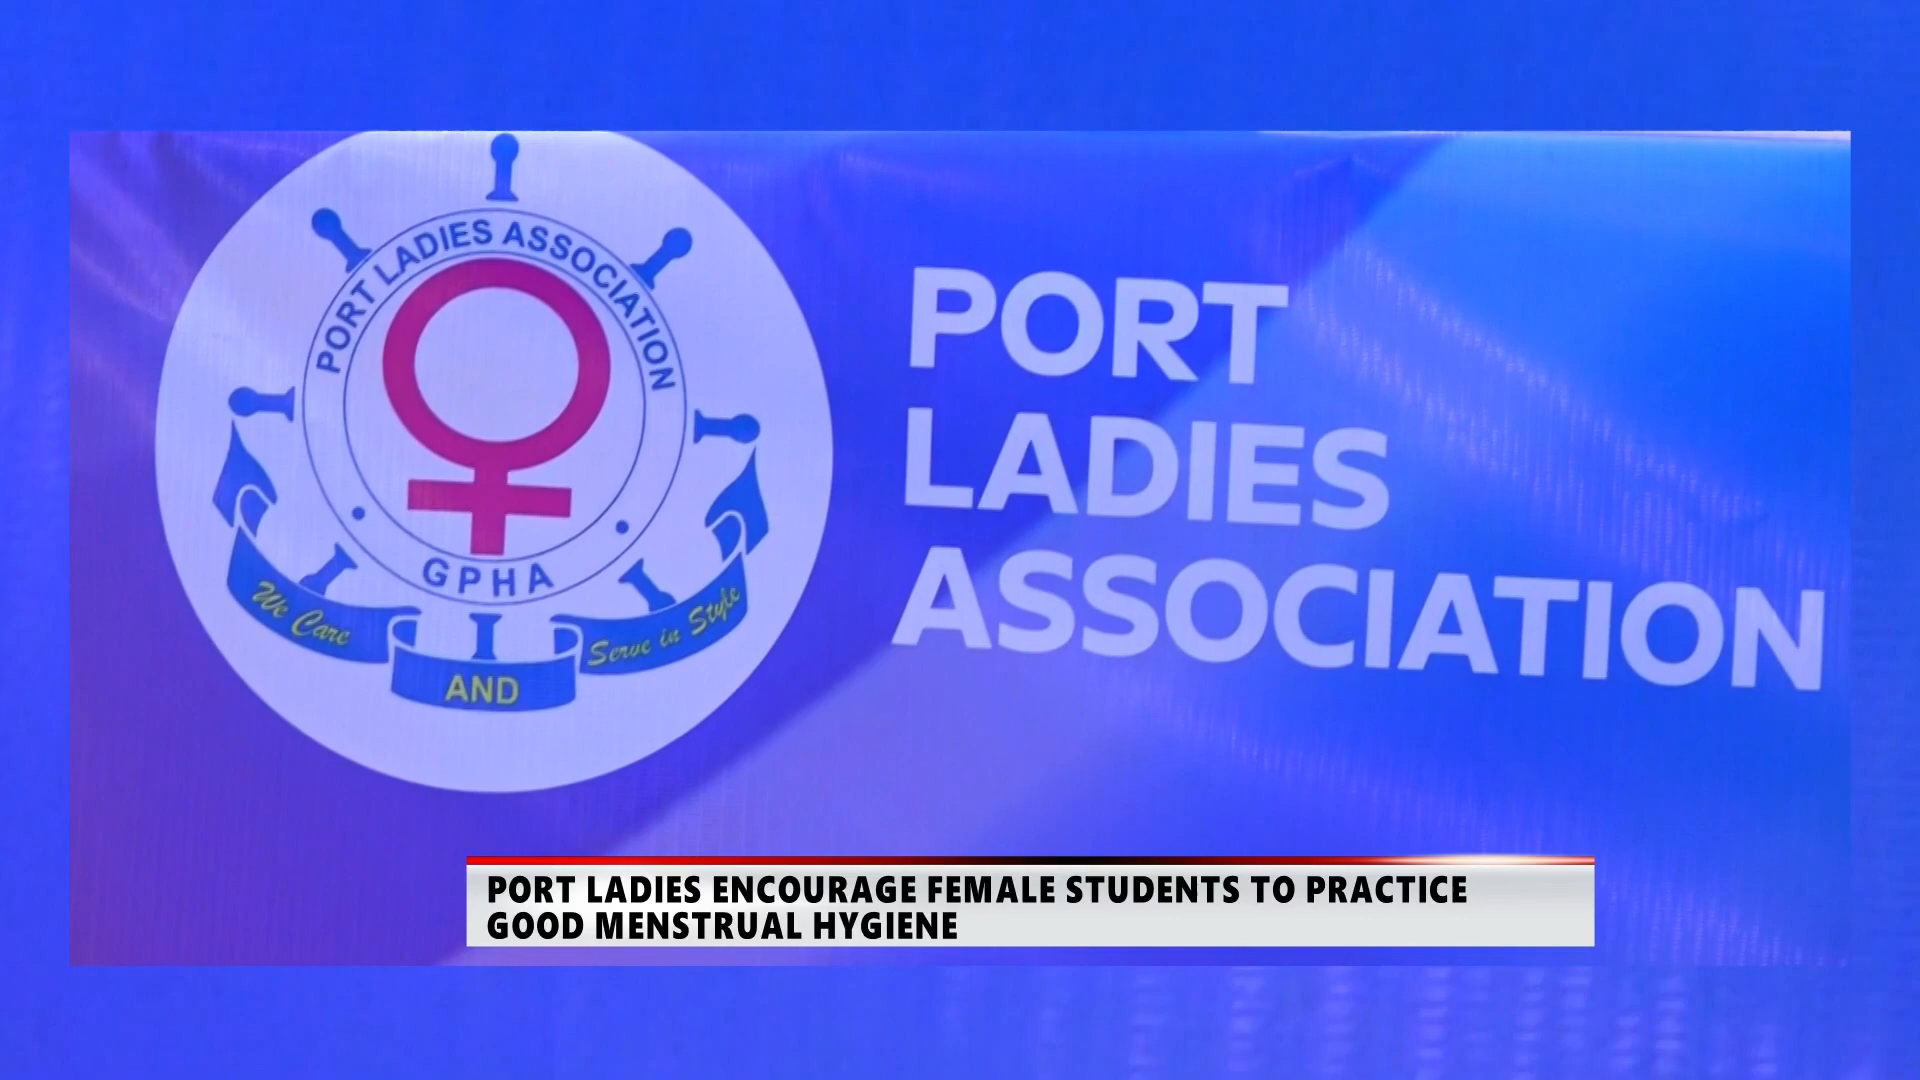 PORT LADIES ASSOCIATION
GPHA
We Care
AND
Serve in Style
PORT
LADIES
ASSOCIATION
PORT LADIES ENCOURAGE FEMALE STUDENTS TO PRACTICE
GOOD MENSTRUAL HYGIENE